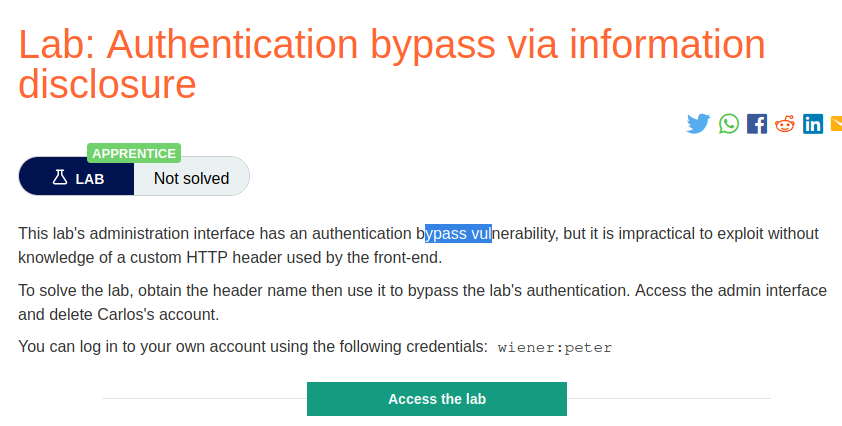 Lab: Authentication bypass via information
disclosure
APPRENTICE
LAB
Not solved
This lab's administration interface has an authentication bypass vulnerability, but it is impractical to exploit without
knowledge of a custom HTTP header used by the front-end.
To solve the lab, obtain the header name then use it to bypass the lab's authentication. Access the admin interface
and delete Carlos's account.
You can log in to your own account using the following credentials: wiener:peter
Access the lab